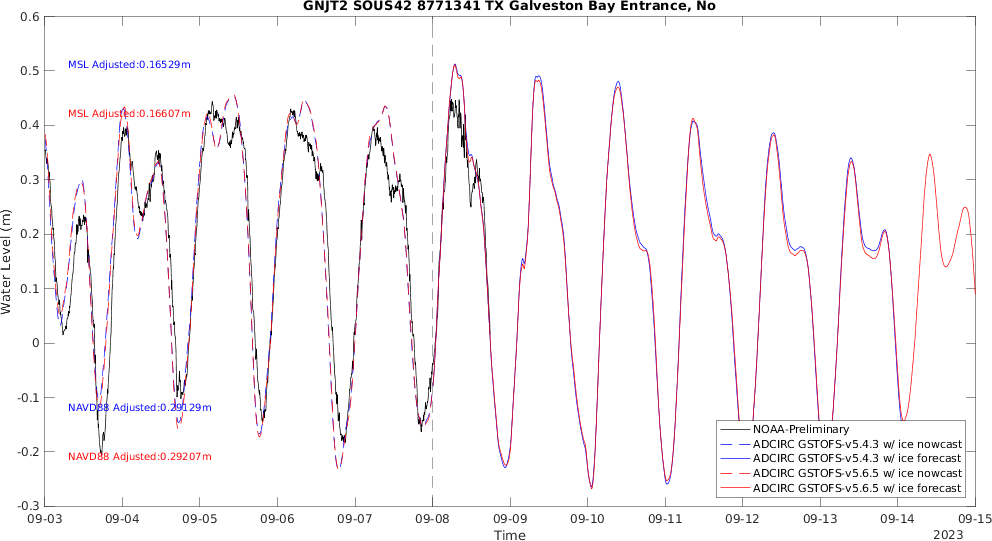 GNJT2 SOUS42 8771341 TX Galveston Bay Entrance, No
0.6
0.5
0.4
0.3
0.2
0.1
0
-0.1
-0.2
-0.3
Water Level (m)
MSL Adjusted:0.16529m
MSL Adjusted:0.16607m
NAVD88 Adjusted:0.29129m
NAVD88 Adjusted:0.29207m
NOAA-Preliminary
ADCIRC GSTOFS-v5.4.3 w/ ice nowcast
ADCIRC GSTOFS-v5.4.3 w/ ice forecast
ADCIRC GSTOFS-v5.6.5 w/ ice nowcast
ADCIRC GSTOFS-v5.6.5 w/ ice forecast
09-03 09-04 09-05 09-06 09-07 09-08 09-09 09-10 09-11 09-12 09-13 09-14 09-15
Time
2023